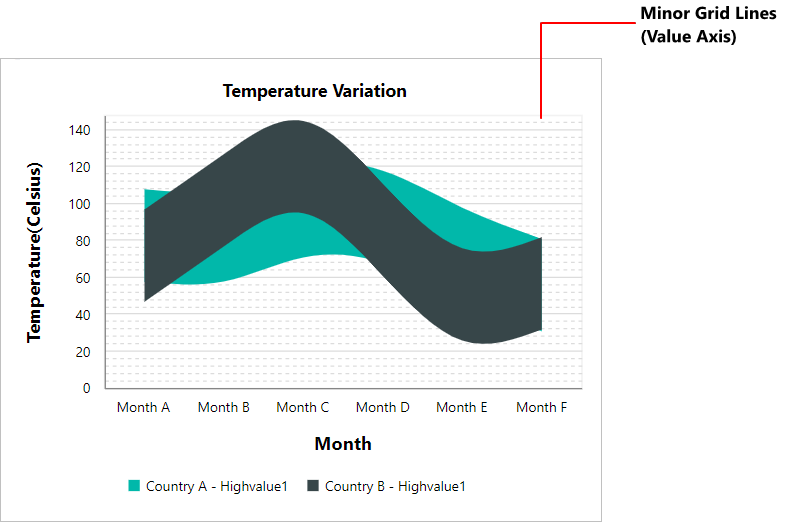 Minor Grid Lines
(Value Axis)
Temperature Variation
Temperature(Celsius)
140
120
100
80
60
40
20
0
Month A Month B Month C Month D Month E Month F
Month
Country A - Highvalue1 Country B - Highvalue1